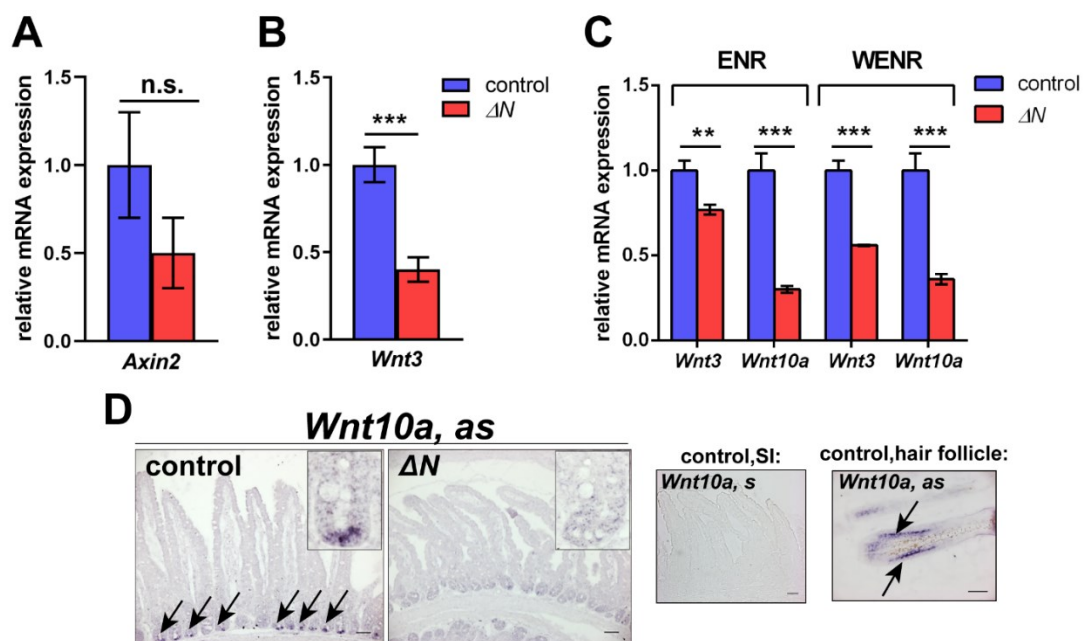 A
relative mRNA expression
1.5
1.0
0.5
0.0
n.s.
Axin2
B
relative mRNA expression
1.5
1.0
0.5
0.0
***
Wnt3
control
ΔN
C
relative mRNA expression
1.5
1.0
0.5
0.0
ENR
WENR
**
***
***
***
Wnt3
Wnt10a
Wnt3
Wnt10a
control
ΔN
D
Wnt10a, as
control
ΔN
control,SI:
Wnt10a, s
control,hair follicle:
Wnt10a, as